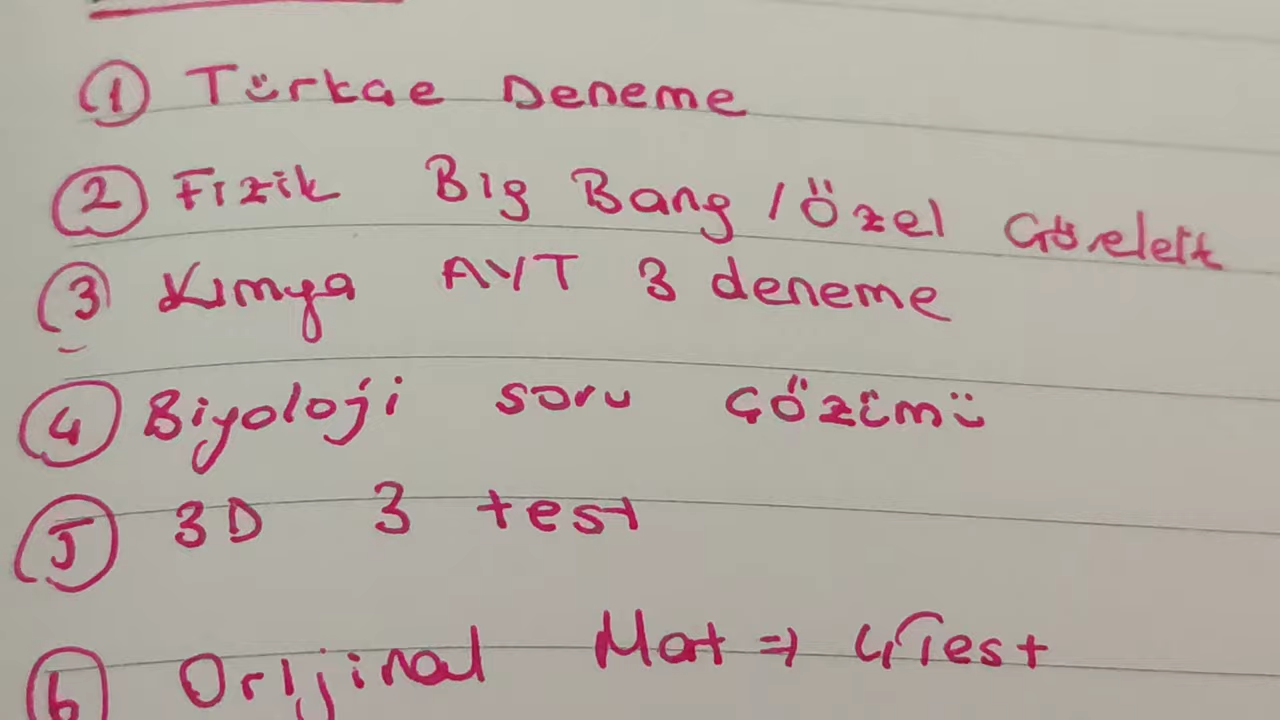 ① Türkçe Deneme
② Fizik Big Bang / Özel Görelelt
③ Kimya AYT 3 deneme
④ Biyoloji soru çözümü
⑤ 3D 3 test
⑥ Orijinal Mat ⇒ 4 Test